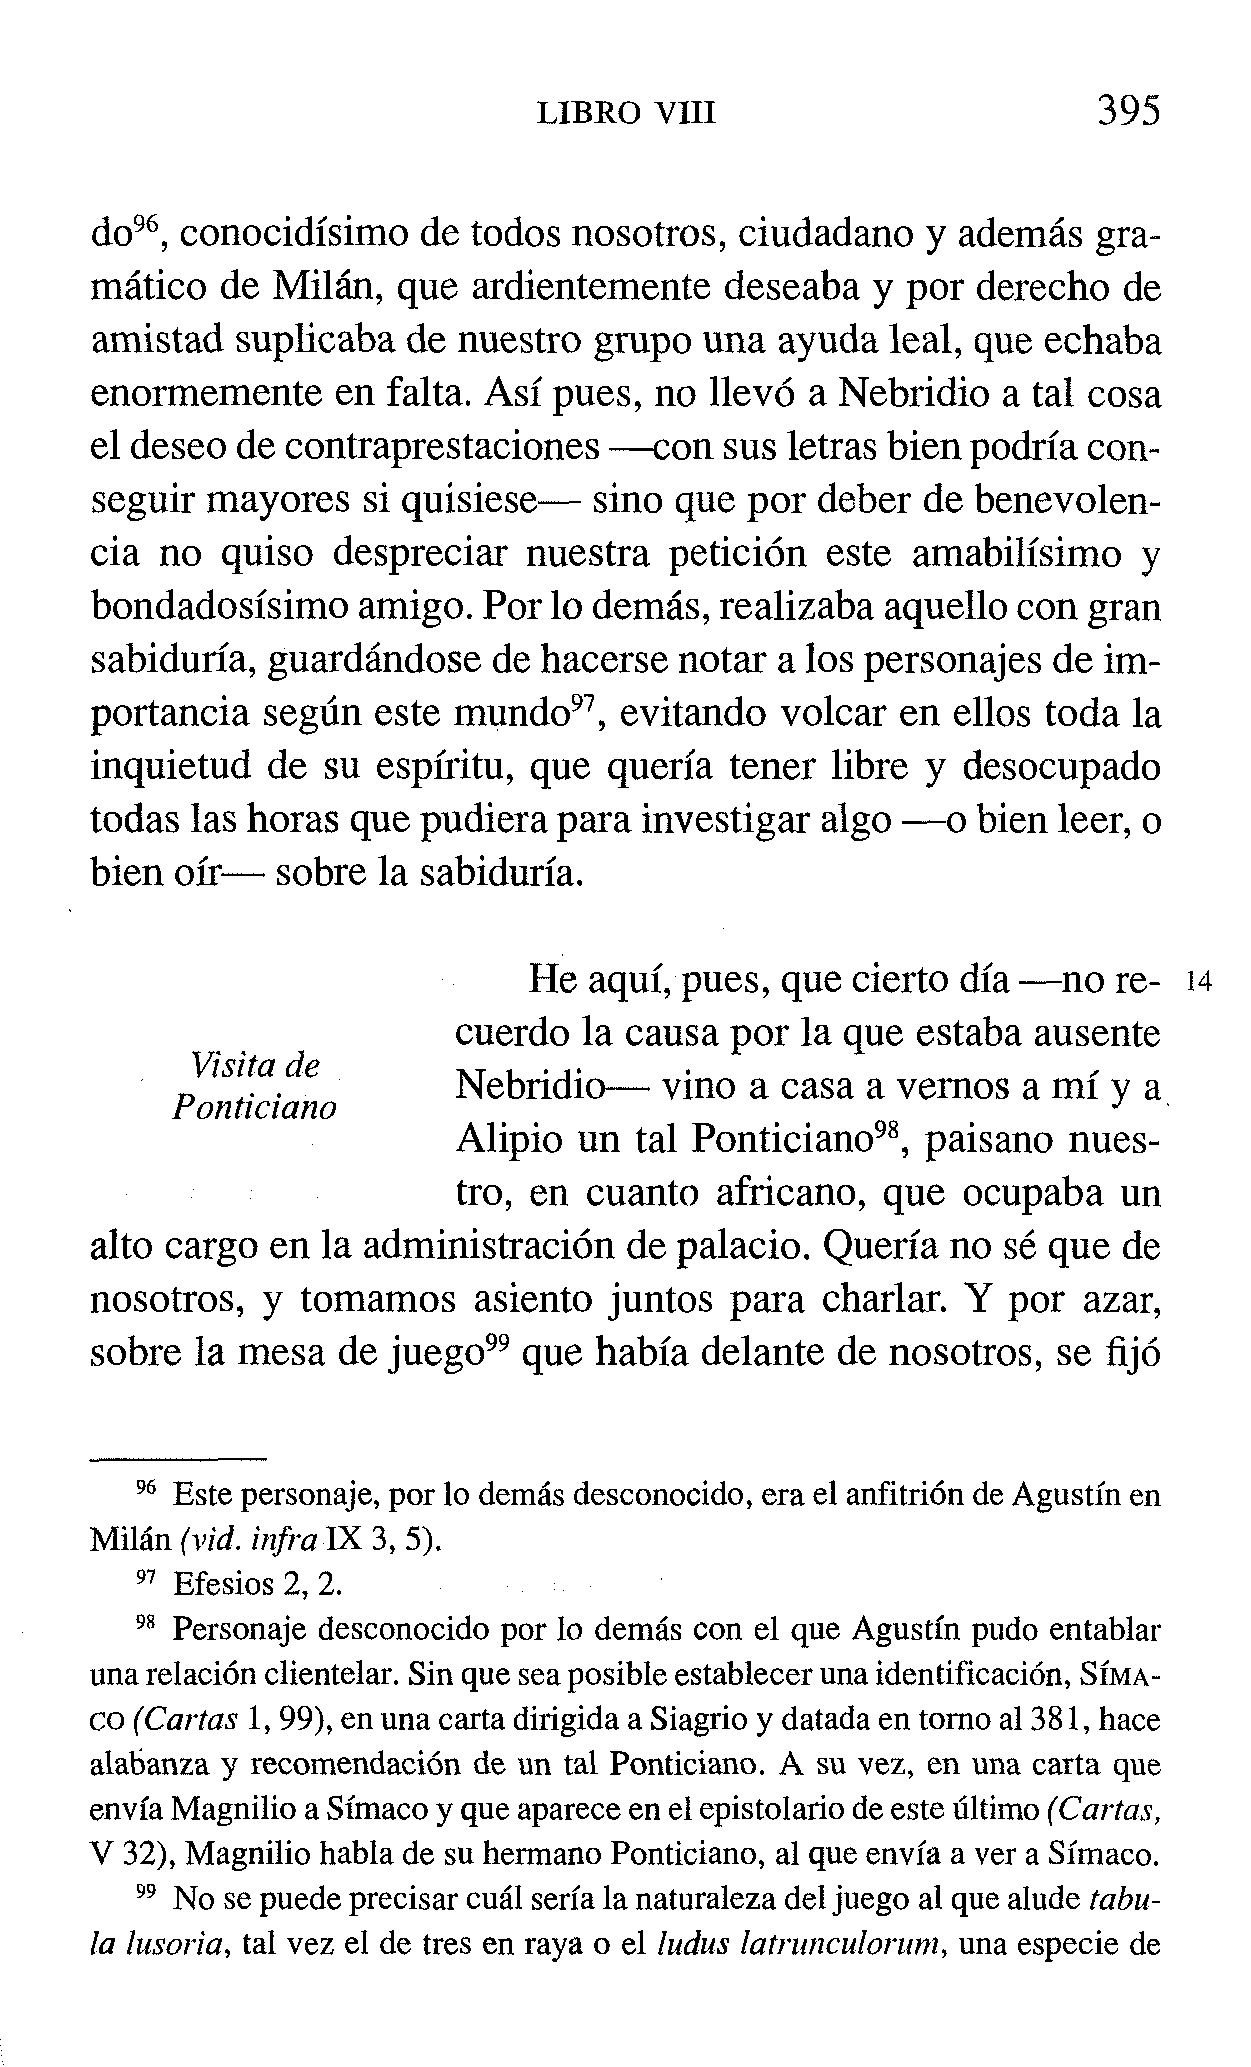 LIBRO VIII 395
do⁹⁶, conocidísimo de todos nosotros, ciudadano y además gra-
mático de Milán, que ardientemente deseaba y por derecho de
amistad suplicaba de nuestro grupo una ayuda leal, que echaba
enormemente en falta. Así pues, no llevó a Nebridio a tal cosa
el deseo de contraprestaciones —con sus letras bien podría con-
seguir mayores si quisiese— sino que por deber de benevolen-
cia no quiso despreciar nuestra petición este amabilísimo y
bondadosísimo amigo. Por lo demás, realizaba aquello con gran
sabiduría, guardándose de hacerse notar a los personajes de im-
portancia según este mundo⁹⁷, evitando volcar en ellos toda la
inquietud de su espíritu, que quería tener libre y desocupado
todas las horas que pudiera para investigar algo —o bien leer, o
bien oír— sobre la sabiduría.
Visita de
Ponticiano
He aquí, pues, que cierto día —no re- 14
cuerdo la causa por la que estaba ausente
Nebridio— vino a casa a vernos a mí y a
Alipio un tal Ponticiano⁹⁸, paisano nues-
tro, en cuanto africano, que ocupaba un
alto cargo en la administración de palacio. Quería no sé que de
nosotros, y tomamos asiento juntos para charlar. Y por azar,
sobre la mesa de juego⁹⁹ que había delante de nosotros, se fijó
⁹⁶ Este personaje, por lo demás desconocido, era el anfitrión de Agustín en
Milán (vid. infra IX 3, 5).
⁹⁷ Efesios 2, 2.
⁹⁸ Personaje desconocido por lo demás con el que Agustín pudo entablar
una relación clientelar. Sin que sea posible establecer una identificación, SÍMA-
CO (Cartas 1, 99), en una carta dirigida a Siagrio y datada en torno al 381, hace
alabanza y recomendación de un tal Ponticiano. A su vez, en una carta que
envía Magnilio a Símaco y que aparece en el epistolario de este último (Cartas,
V 32), Magnilio habla de su hermano Ponticiano, al que envía a ver a Símaco.
⁹⁹ No se puede precisar cuál sería la naturaleza del juego al que alude tabu-
la lusoria, tal vez el de tres en raya o el ludus latrunculorum, una especie de